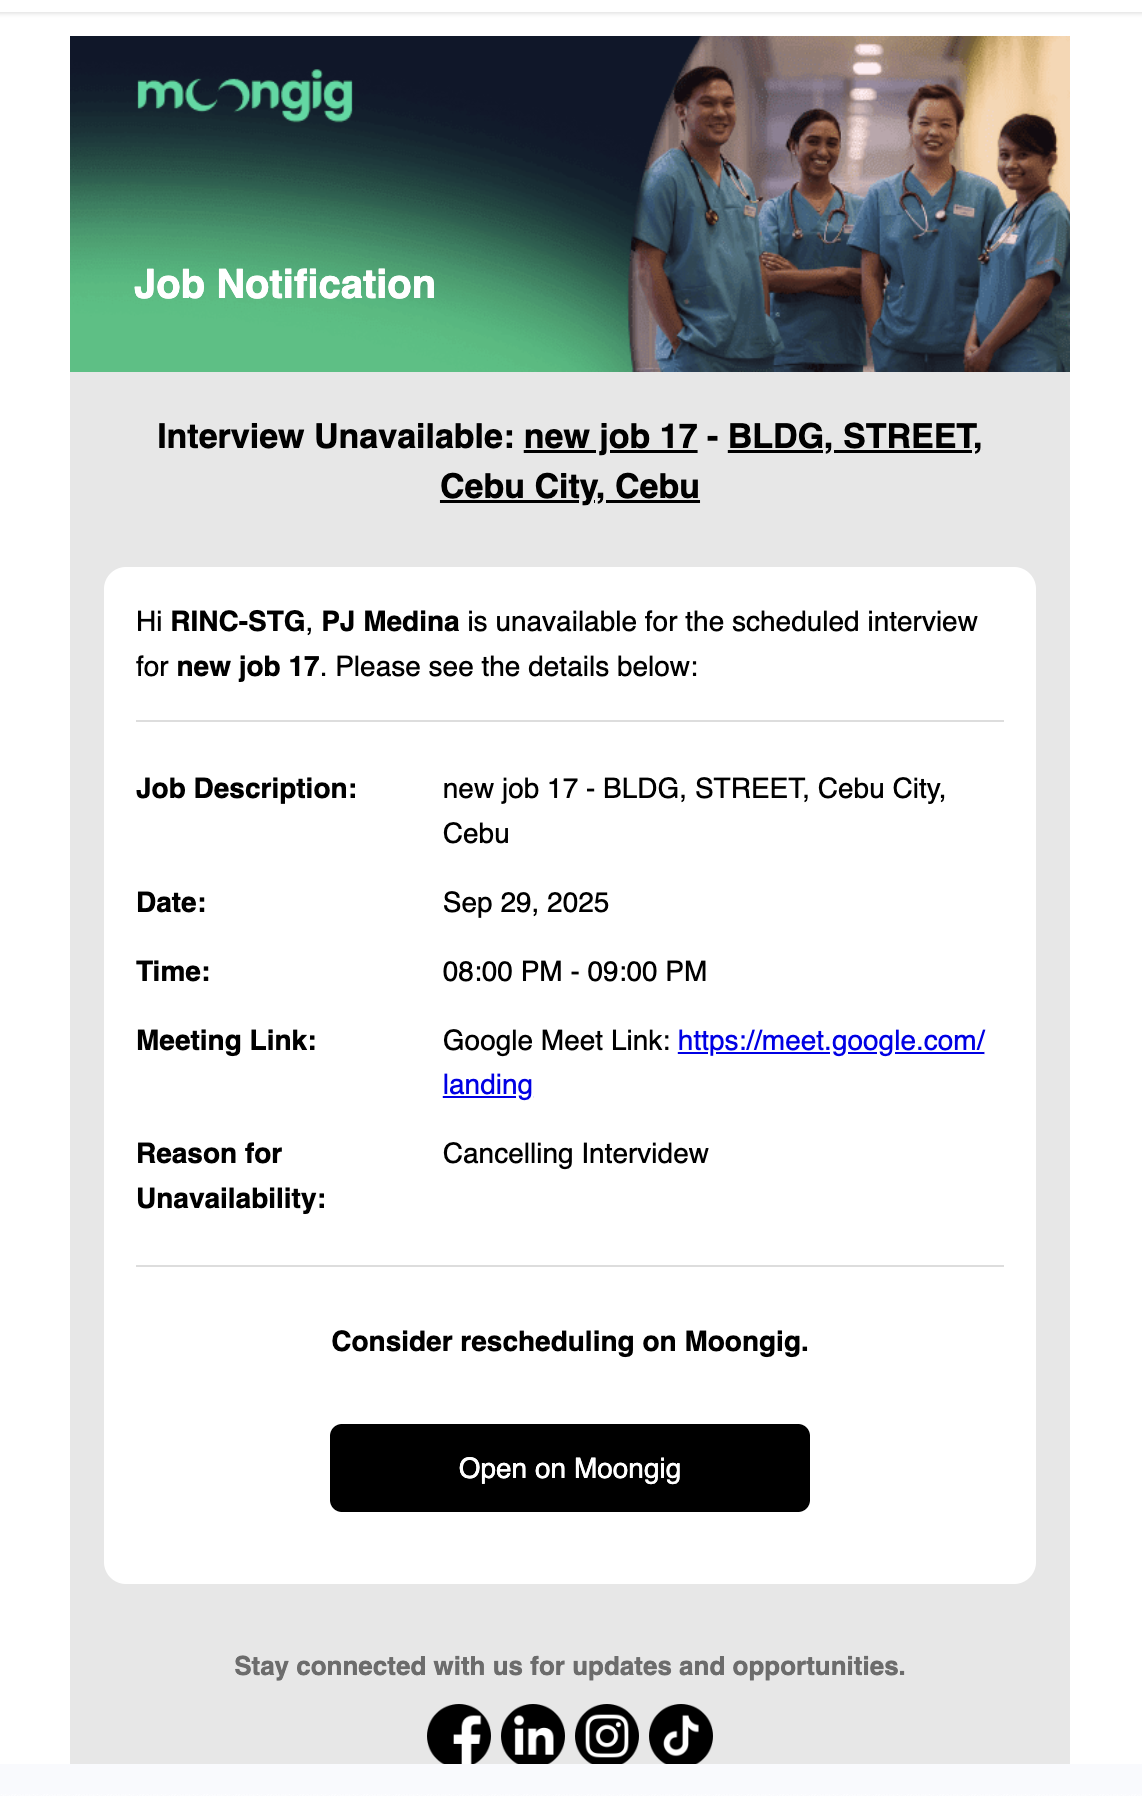 moongig
Job Notification
Interview Unavailable: new job 17 - BLDG, STREET,
Cebu City, Cebu
Hi RINC-STG, PJ Medina is unavailable for the scheduled interview
for new job 17. Please see the details below:
Job Description: new job 17 - BLDG, STREET, Cebu City,
Cebu
Date: Sep 29, 2025
Time: 08:00 PM - 09:00 PM
Meeting Link: Google Meet Link: https://meet.google.com/
landing
Reason for Cancelling Intervidew
Unavailability:
Consider rescheduling on Moongig.
Open on Moongig
Stay connected with us for updates and opportunities.